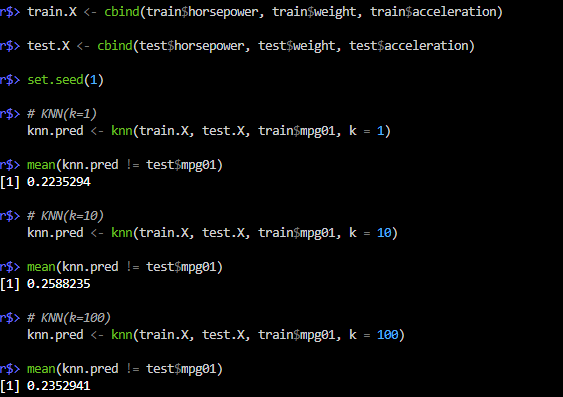 r$> train.X <- cbind(train$horsepower, train$weight, train$acceleration)
r$> test.X <- cbind(test$horsepower, test$weight, test$acceleration)
r$> set.seed(1)
r$> # KNN(k=1)
knn.pred <- knn(train.X, test.X, train$mpg01, k = 1)
r$> mean(knn.pred != test$mpg01)
[1] 0.2235294
r$> # KNN(k=10)
knn.pred <- knn(train.X, test.X, train$mpg01, k = 10)
r$> mean(knn.pred != test$mpg01)
[1] 0.2588235
r$> # KNN(k=100)
knn.pred <- knn(train.X, test.X, train$mpg01, k = 100)
r$> mean(knn.pred != test$mpg01)
[1] 0.2352941